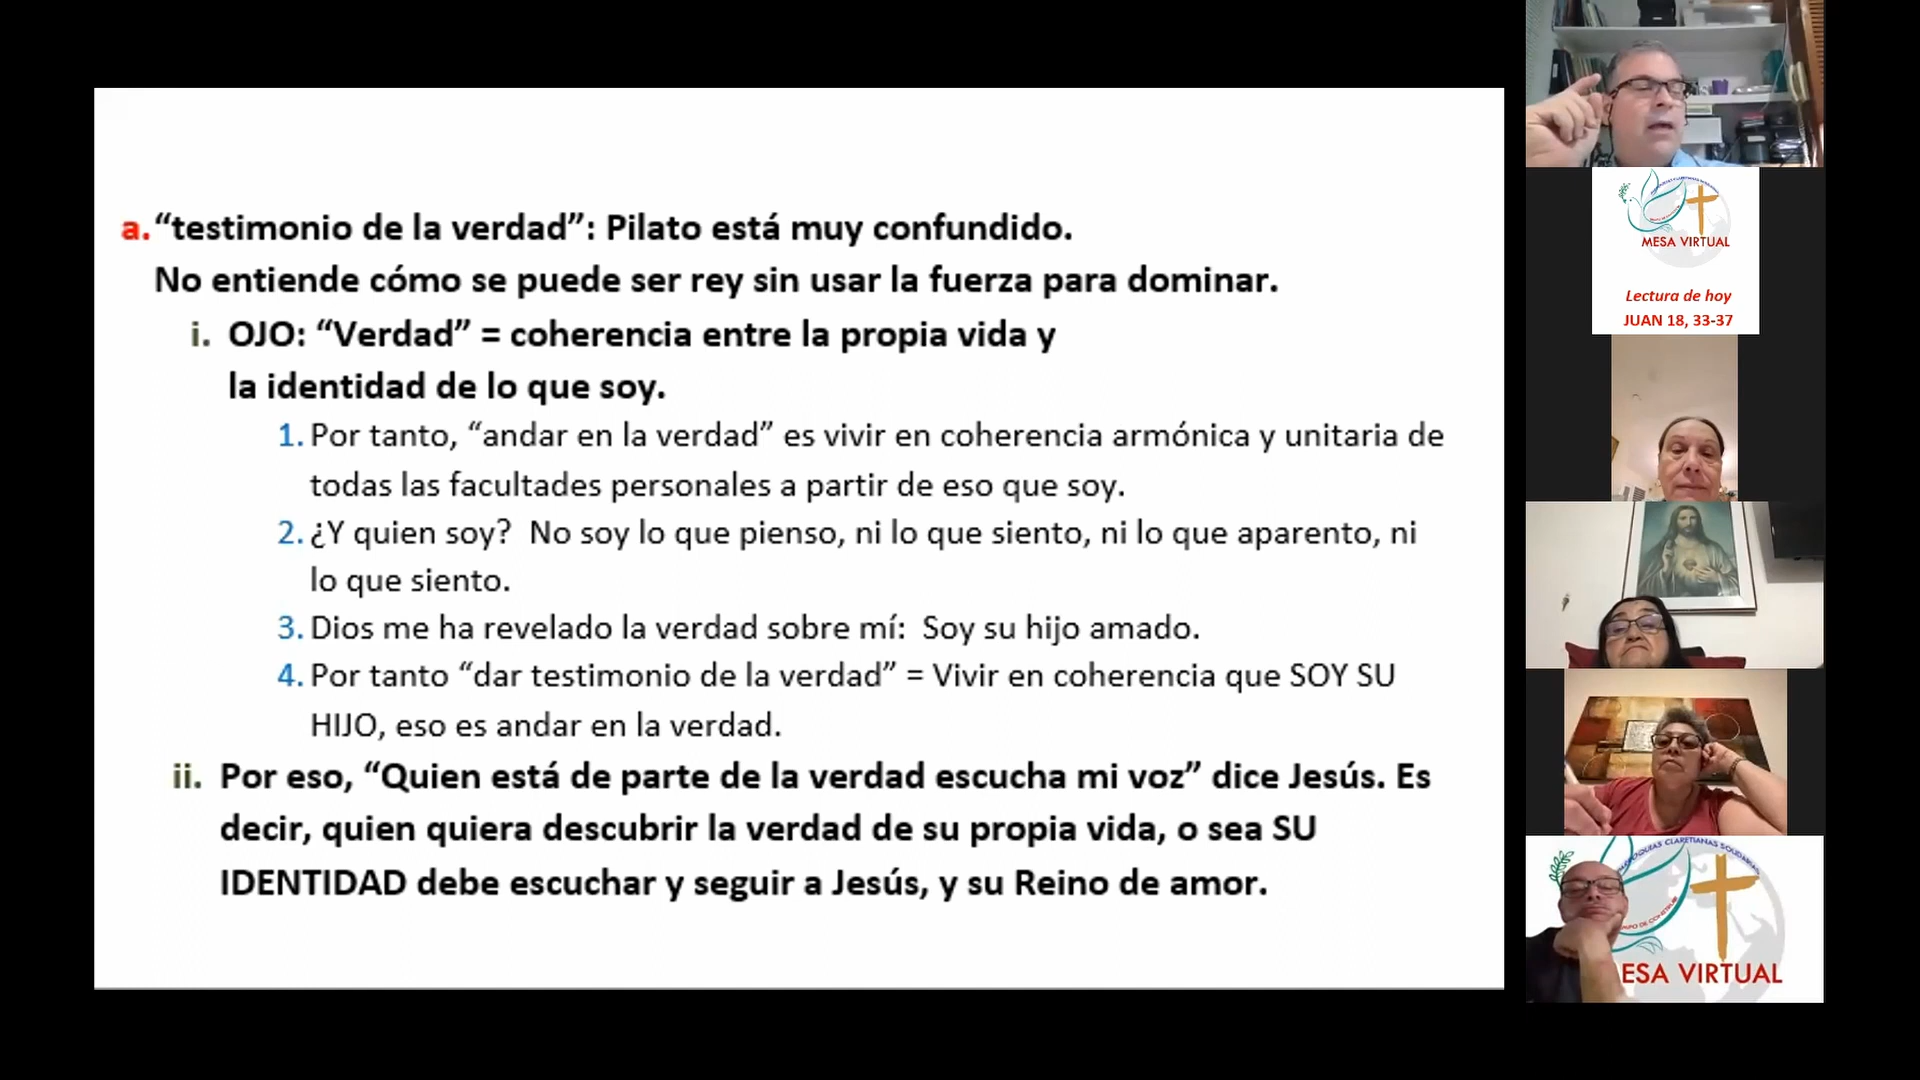 a. “testimonio de la verdad”: Pilato está muy confundido.
No entiende cómo se puede ser rey sin usar la fuerza para dominar.
i. OJO: “Verdad” = coherencia entre la propia vida y
la identidad de lo que soy.
1. Por tanto, “andar en la verdad” es vivir en coherencia armónica y unitaria de
todas las facultades personales a partir de eso que soy.
2. ¿Y quien soy? No soy lo que pienso, ni lo que siento, ni lo que aparento, ni
lo que siento.
3. Dios me ha revelado la verdad sobre mí: Soy su hijo amado.
4. Por tanto “dar testimonio de la verdad” = Vivir en coherencia que SOY SU
HIJO, eso es andar en la verdad.
ii. Por eso, “Quien está de parte de la verdad escucha mi voz” dice Jesús. Es
decir, quien quiera descubrir la verdad de su propia vida, o sea SU
IDENTIDAD debe escuchar y seguir a Jesús, y su Reino de amor.
MESA VIRTUAL
Lectura de hoy
JUAN 18, 33-37
CLARETIANAS
ESA VIRTUAL